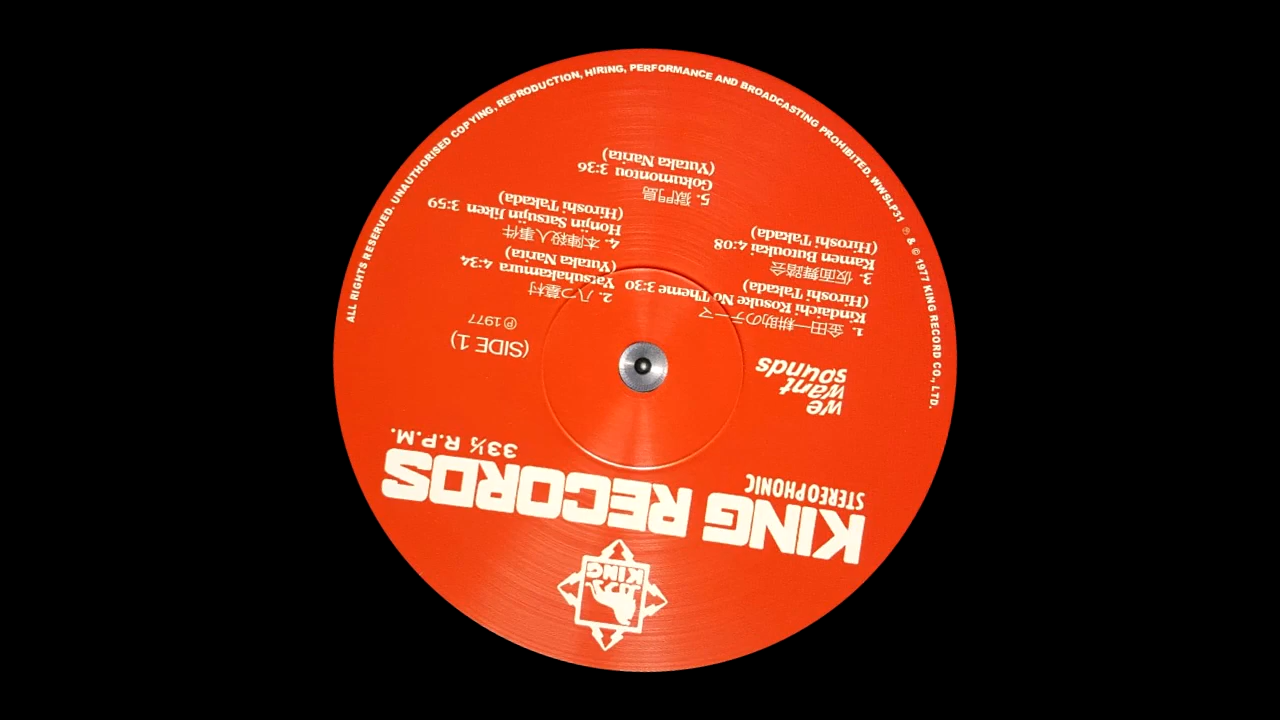 KING
KING RECORDS
STEREOPHONIC
33⅓ R.P.M.
we
want
sounds
(SIDE 1)
℗ 1977
1. 金田一耕助のテーマ
Kindaichi Kosuke No Theme 3:30
(Hiroshi Takada)
3. 仮面舞踏会
Kamen Butoukai 4:08
(Hiroshi Takada)
2. 八つ墓村
Yatsuhakamura 4:34
(Yutaka Narita)
4. 本陣殺人事件
Honjin Satsujin Jiken 3:59
(Hiroshi Takada)
5. 獄門島
Gokumontou 3:36
(Yutaka Narita)
ALL RIGHTS RESERVED. UNAUTHORISED COPYING, REPRODUCTION, HIRING, PERFORMANCE AND BROADCASTING PROHIBITED. WWSLP31 ℗ & © 1977 KING RECORD CO., LTD.